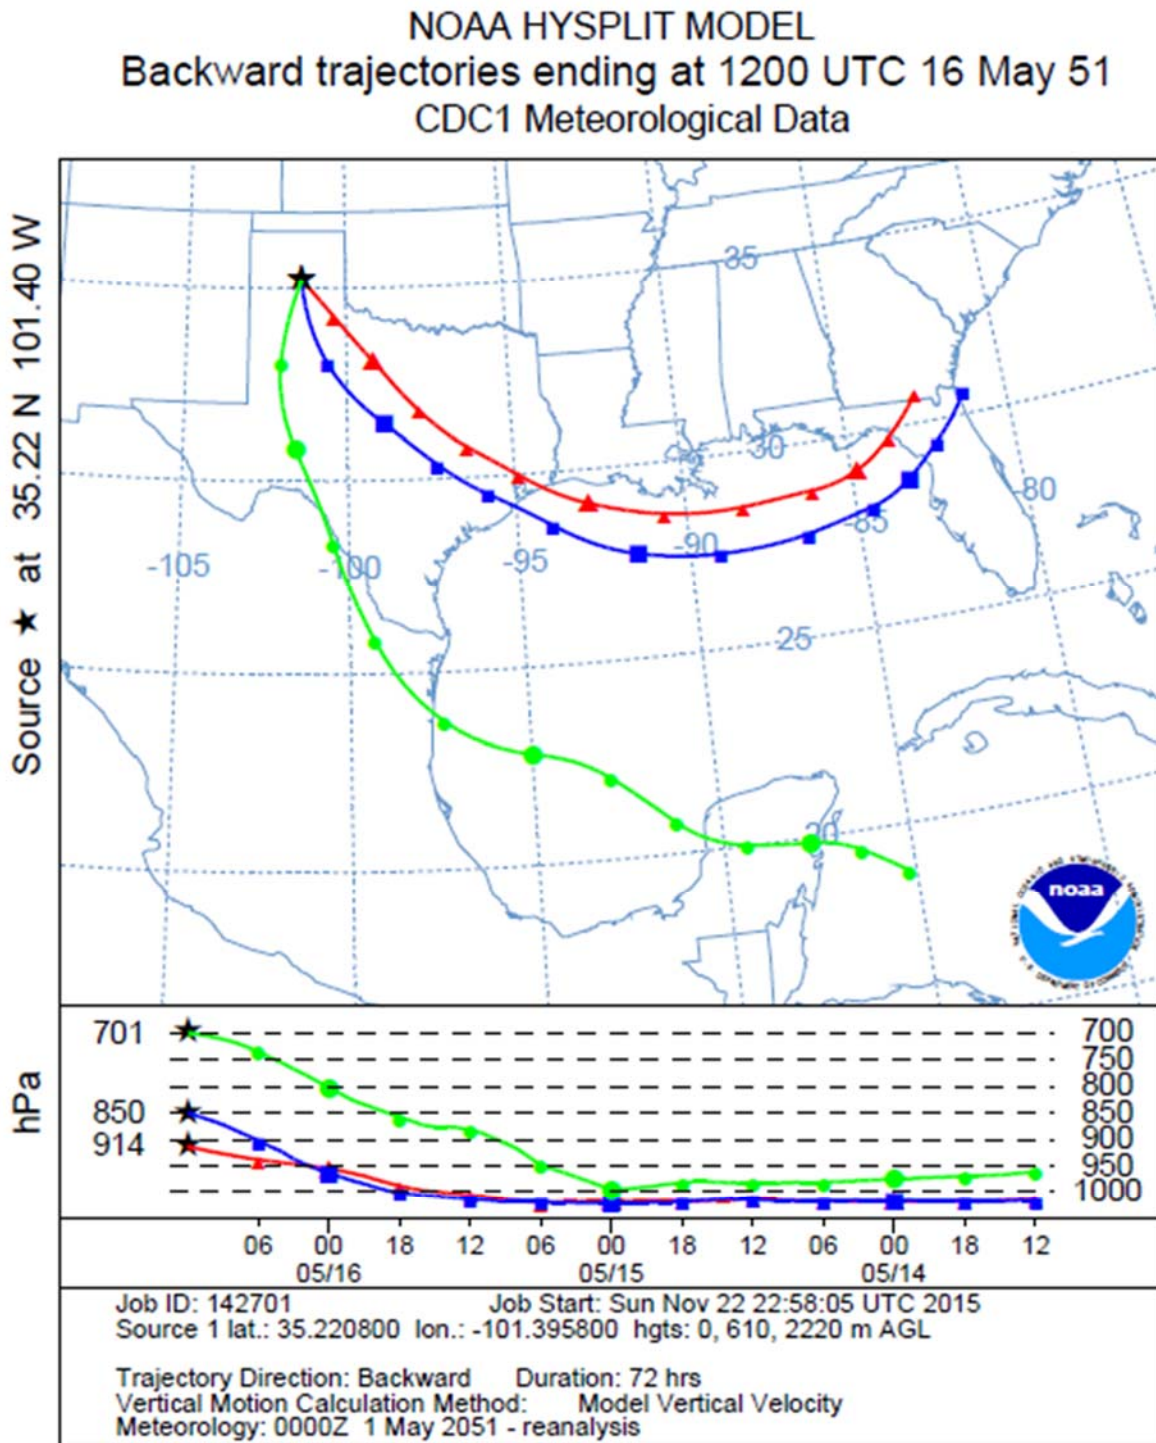 NOAA HYSPLIT MODEL
Backward trajectories ending at 1200 UTC 16 May 51
CDC1 Meteorological Data
Source ★ at 35.22 N 101.40 W
35
30
-80
-85
-90
-95
-100
-105
25
20
noaa
hPa
701
850
914
700
750
800
850
900
950
1000
06 00 18 12 06 00 18 12 06 00 18 12
05/16 05/15 05/14
Job ID: 142701 Job Start: Sun Nov 22 22:58:05 UTC 2015
Source 1 lat.: 35.220800 lon.: -101.395800 hgts: 0, 610, 2220 m AGL
Trajectory Direction: Backward Duration: 72 hrs
Vertical Motion Calculation Method: Model Vertical Velocity
Meteorology: 0000Z 1 May 2051 - reanalysis